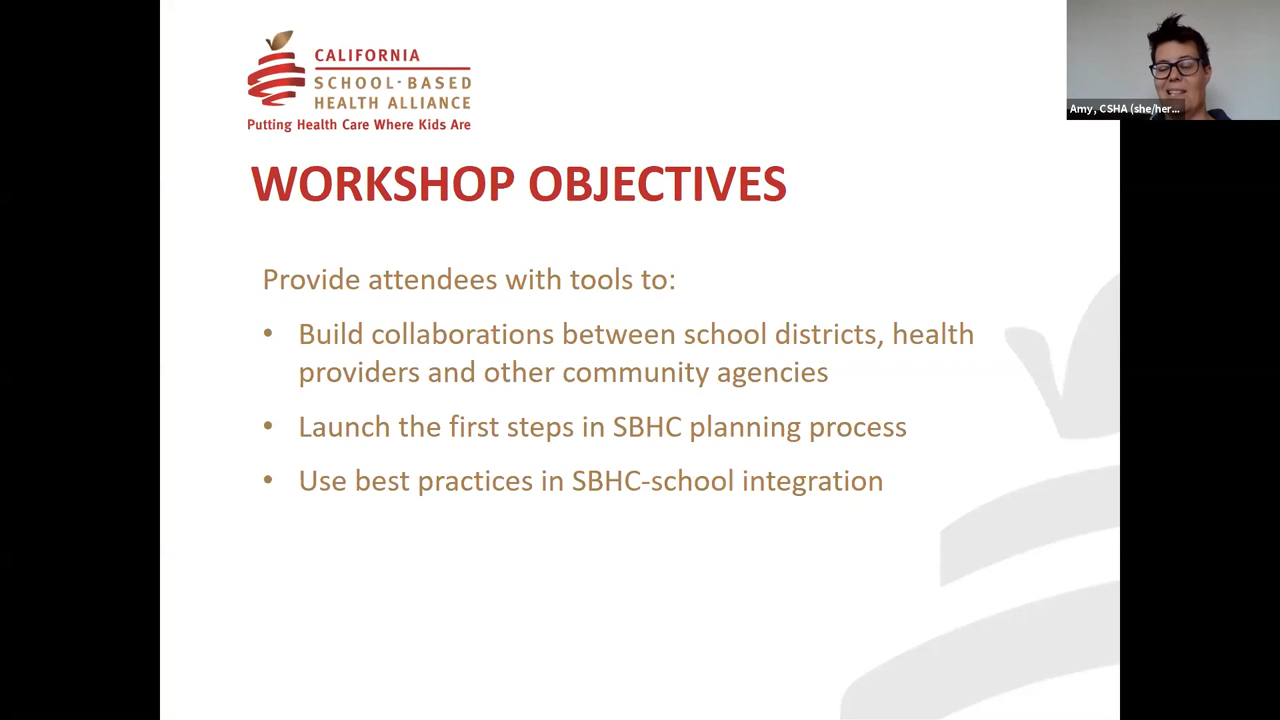 CALIFORNIA
SCHOOL-BASED
HEALTH ALLIANCE
Putting Health Care Where Kids Are
Amy, CSHA (she/her...
WORKSHOP OBJECTIVES
Provide attendees with tools to:
• Build collaborations between school districts, health
providers and other community agencies
• Launch the first steps in SBHC planning process
• Use best practices in SBHC-school integration